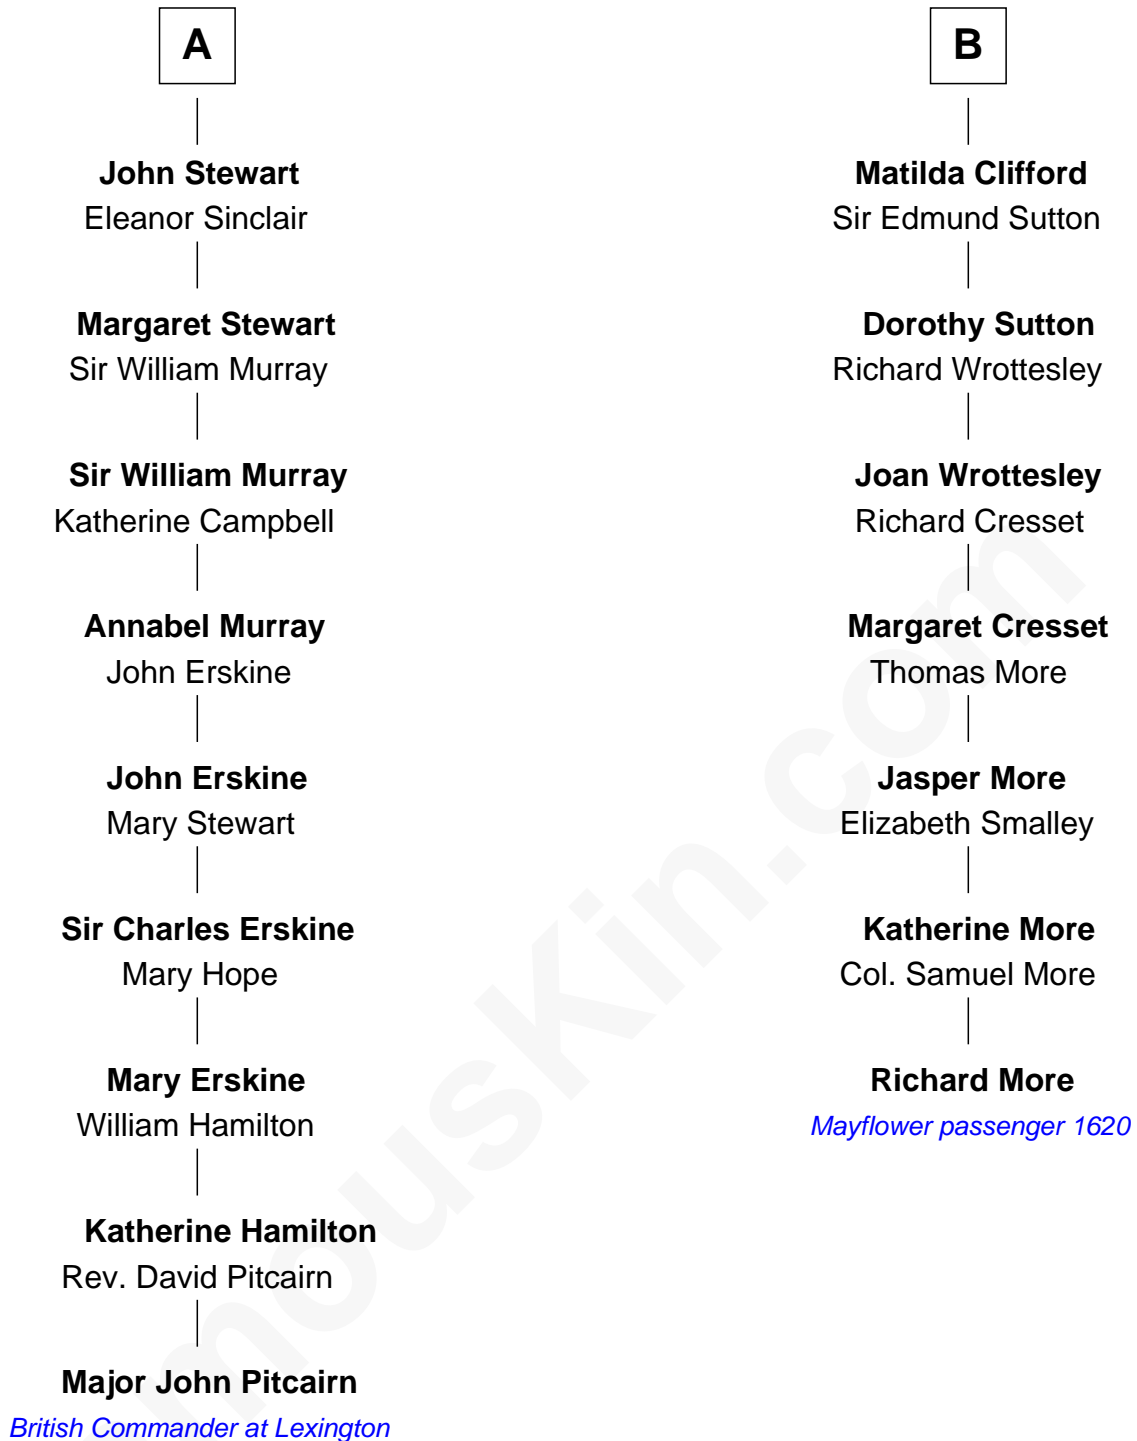 A
John Stewart
Eleanor Sinclair
Margaret Stewart
Sir William Murray
Sir William Murray
Katherine Campbell
Annabel Murray
John Erskine
John Erskine
Mary Stewart
Sir Charles Erskine
Mary Hope
Mary Erskine
William Hamilton
Katherine Hamilton
Rev. David Pitcairn
Major John Pitcairn
British Commander at Lexington
B
Matilda Clifford
Sir Edmund Sutton
Dorothy Sutton
Richard Wrottesley
Joan Wrottesley
Richard Cresset
Margaret Cresset
Thomas More
Jasper More
Elizabeth Smalley
Katherine More
Col. Samuel More
Richard More
Mayflower passenger 1620
mouskin.com